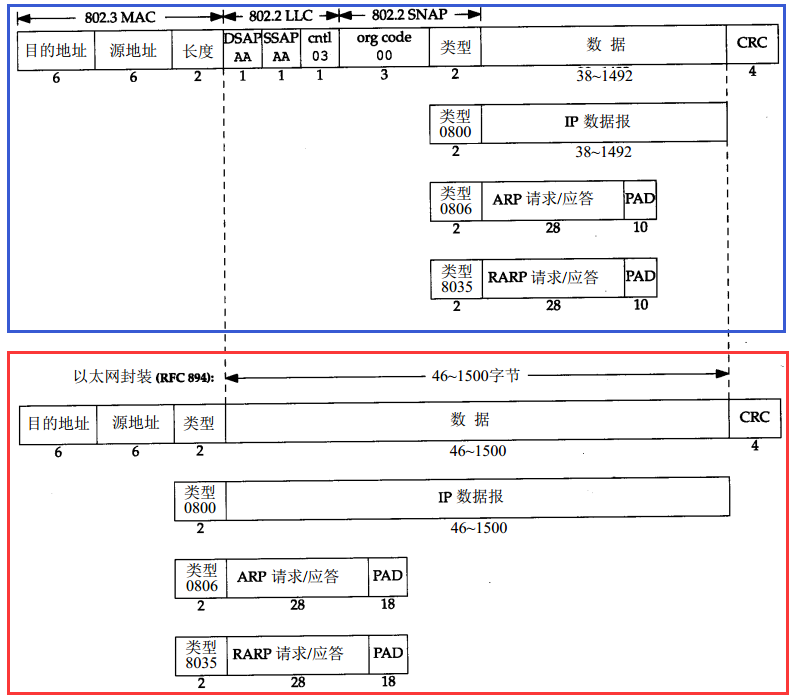 802.3 MAC 802.2 LLC 802.2 SNAP
目的地址 源地址 长度 DSAP AA SSAP AA cntl 03 org code 00 类型 数 据 CRC
6 6 2 1 1 1 3 2 38~1492 4
类型 0800 IP 数据报
2 38~1492
类型 0806 ARP 请求/应答 PAD
2 28 10
类型 8035 RARP 请求/应答 PAD
2 28 10
以太网封装 (RFC 894): 46~1500字节
目的地址 源地址 类型 数 据 CRC
6 6 2 46~1500 4
类型 0800 IP 数据报
2 46~1500
类型 0806 ARP 请求/应答 PAD
2 28 18
类型 8035 RARP 请求/应答 PAD
2 28 18